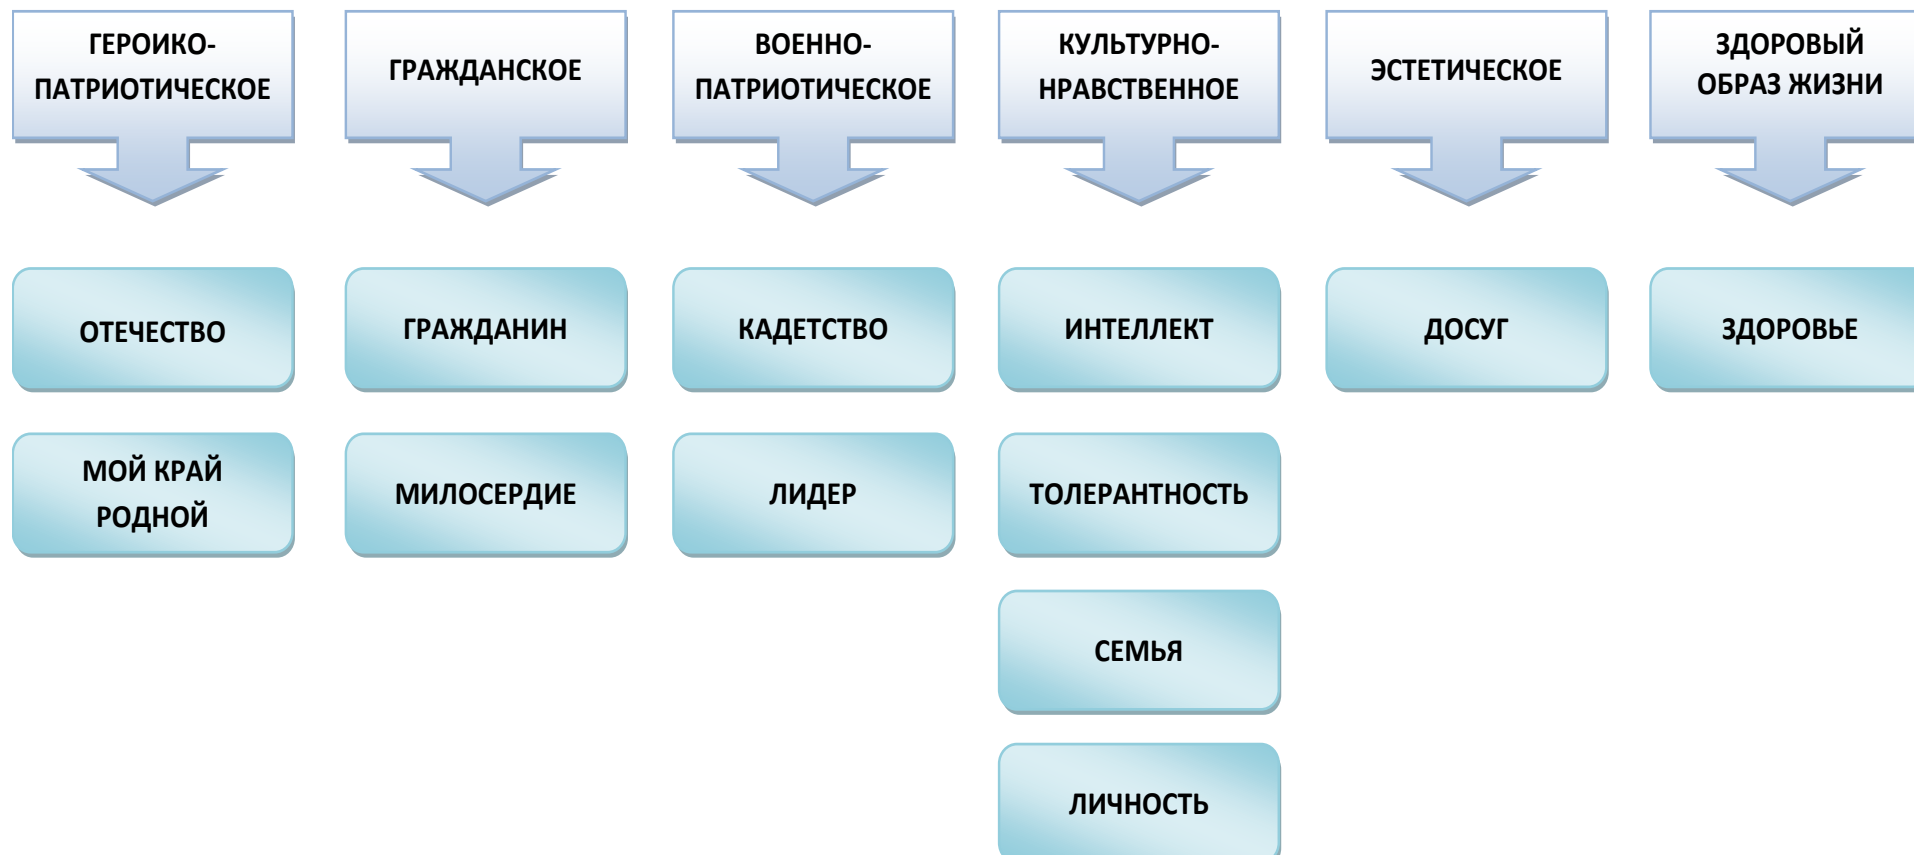 ГЕРОИКО-
ПАТРИОТИЧЕСКОЕ
ГРАЖДАНСКОЕ
ВОЕННО-
ПАТРИОТИЧЕСКОЕ
КУЛЬТУРНО-
НРАВСТВЕННОЕ
ЭСТЕТИЧЕСКОЕ
ЗДОРОВЫЙ
ОБРАЗ ЖИЗНИ
ОТЕЧЕСТВО
ГРАЖДАНИН
КАДЕТСТВО
ИНТЕЛЛЕКТ
ДОСУГ
ЗДОРОВЬЕ
МОЙ КРАЙ
РОДНОЙ
МИЛОСЕРДИЕ
ЛИДЕР
ТОЛЕРАНТНОСТЬ
СЕМЬЯ
ЛИЧНОСТЬ